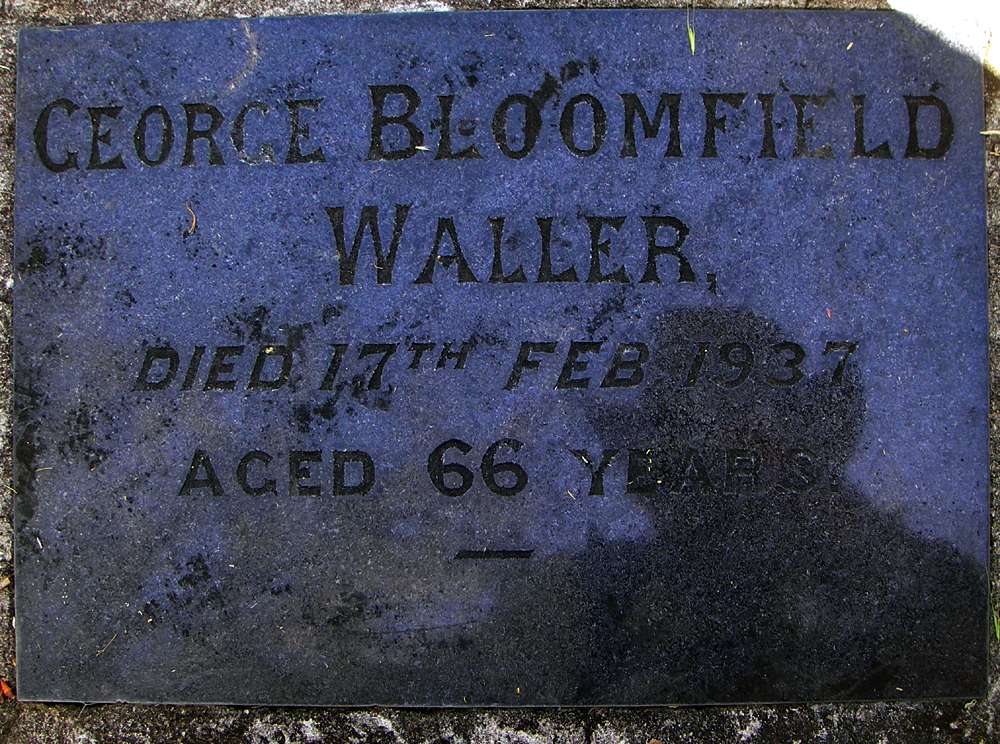 GEORGE BLOOMFIELD
WALLER,
DIED 17TH FEB 1937
AGED 66 YEARS.